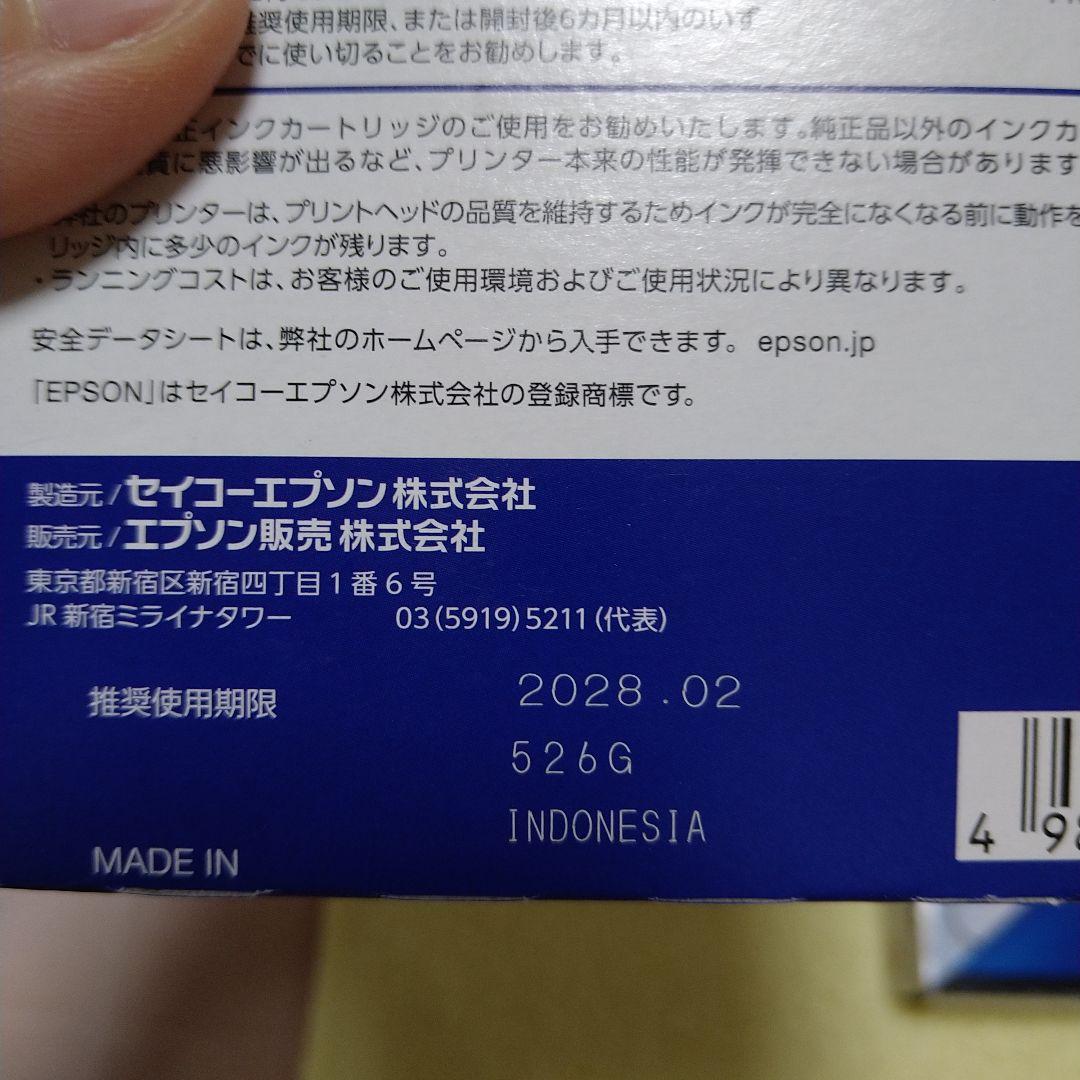 奨使用期限、または開封後6カ月以内のいず
でに使い切ることをお勧めします。
正インクカートリッジのご使用をお勧めいたします。純正品以外のインクカ
質に悪影響が出るなど、プリンター本来の性能が発揮できない場合があります
弊社のプリンターは、プリントヘッドの品質を維持するためインクが完全になくなる前に動作を
リッジ内に多少のインクが残ります。
・ランニングコストは、お客様のご使用環境およびご使用状況により異なります。
安全データシートは、弊社のホームページから入手できます。 epson.jp
「EPSON」はセイコーエプソン株式会社の登録商標です。
製造元/セイコーエプソン株式会社
販売元/エプソン販売 株式会社
東京都新宿区新宿四丁目1番6号
JR 新宿ミライナタワー 03(5919)5211(代表)
推奨使用期限 2028.02
526G
INDONESIA
MADE IN
4 98